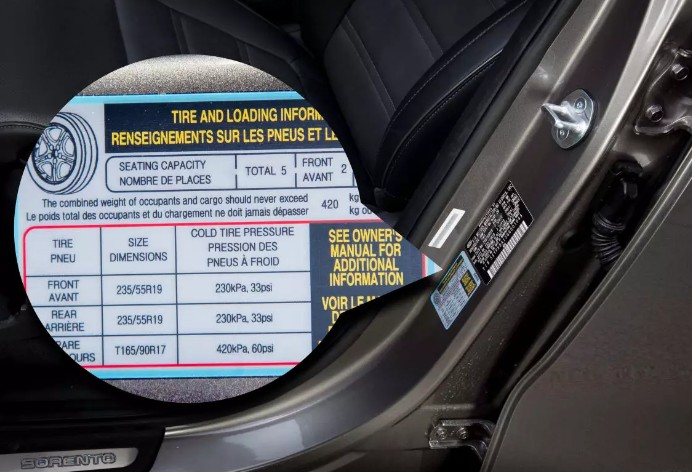 TIRE AND LOADING
RENSEIGNEMENTS SUR LES PNEUS ET
SEATING CAPACITY
NOMBRE DE PLACES
TOTAL 5
FRONT
AVANT 2
The combined weight of occupants and cargo should never exceed
Le poids total des occupants et du chargement ne doit jamais dépasser
420
kg
kg
TIRE
PNEU
SIZE
DIMENSIONS
COLD TIRE PRESSURE
PRESSION DES
PNEUS À FROID
SEE OWNER'S
MANUAL FOR
ADDITIONAL
INFORMATION
VOIR LE
FRONT
AVANT
235/55R19
230kPa, 33psi
REAR
ARRIÈRE
235/55R19
230kPa, 33psi
T165/90R17
420kPa, 60psi
SORENTO